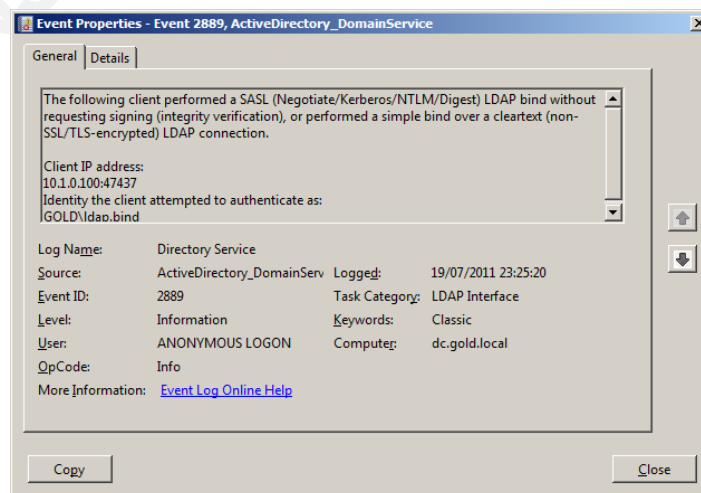 Event Properties - Event 2889, ActiveDirectory_DomainService
General
Details
The following client performed a SASL (Negotiate/Kerberos/NTLM/Digest) LDAP bind without
requesting signing (integrity verification), or performed a simple bind over a cleartext (non-
SSL/TLS-encrypted) LDAP connection.
Client IP address:
10.1.0.100:47437
Identity the client attempted to authenticate as:
GOLD\ldap.bind
Log Name: Directory Service
Source: ActiveDirectory_DomainServ Logged: 19/07/2011 23:25:20
Event ID: 2889 Task Category: LDAP Interface
Level: Information Keywords: Classic
User: ANONYMOUS LOGON Computer: dc.gold.local
OpCode: Info
More Information: Event Log Online Help
Copy Close